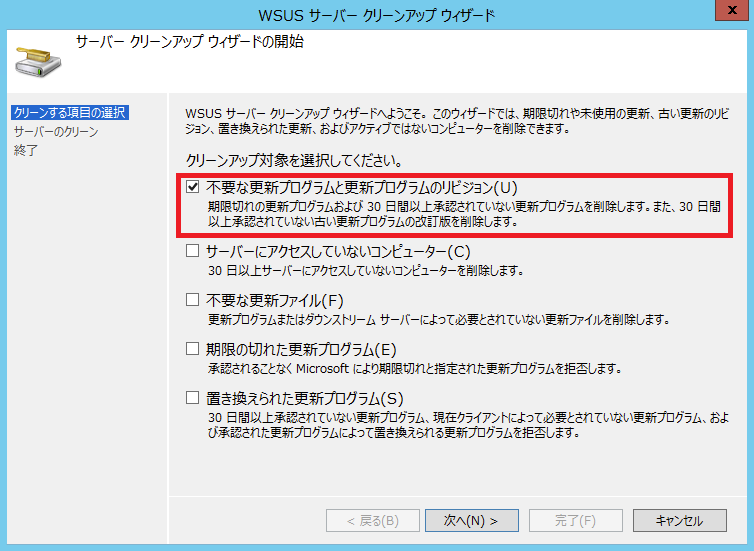 WSUS サーバー クリーンアップ ウィザード
x
サーバー クリーンアップ ウィザードの開始
クリーンする項目の選択
サーバーのクリーン
終了
WSUS サーバー クリーンアップ ウィザードへようこそ。このウィザードでは、期限切れや未使用の更新、古い更新のリビ
ジョン、置き換えられた更新、およびアクティブではないコンピューターを削除できます。
クリーンアップ対象を選択してください。
不要な更新プログラムと更新プログラムのリビジョン(U)
期限切れの更新プログラムおよび 30 日間以上承認されていない更新プログラムを削除します。また、30 日間
以上承認されていない古い更新プログラムの改訂版を削除します。
サーバーにアクセスしていないコンピューター(C)
30 日以上サーバーにアクセスしていないコンピューターを削除します。
不要な更新ファイル(F)
更新プログラムまたはダウンストリーム サーバーによって必要とされていない更新ファイルを削除します。
期限の切れた更新プログラム(E)
承認されることなく Microsoft により期限切れと指定された更新プログラムを拒否します。
置き換えられた更新プログラム(S)
30 日間以上承認されていない更新プログラム、現在クライアントによって必要とされていない更新プログラム、およ
び承認された更新プログラムによって置き換えられる更新プログラムを拒否します。
< 戻る(B) 次へ(N) > 完了(F) キャンセル